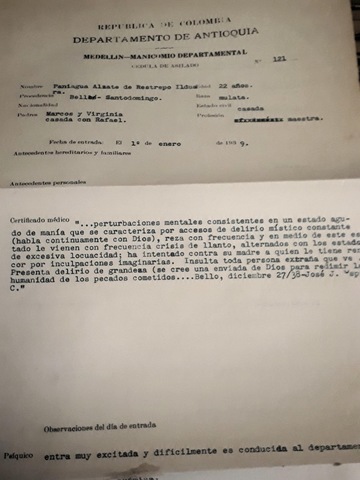 REPUBLICA DE COLOMBIA
DEPARTAMENTO DE ANTIOQUIA
MEDELLIN—MANICOMIO DEPARTAMENTAL
CEDULA DE ASILADO Nº 121
Nombre Paniagua Alzate de Restrepo Edad 22 años.
ra.
Procedencia Bello- Santodomingo. Raza mulata.
Nacionalidad Estado civil casada
Padres Marcos y Virginia Profesión maestra.
casada con Rafael.
Fecha de entrada: El 1º de enero de 1939.
Antecedentes hereditarios y familiares
Antecedentes personales
Certificado médico "...perturbaciones mentales consistentes en un estado agu-
do de manía que se caracteriza por accesos de delirio místico constante
(habla continuamente con Dios), reza con frecuencia y en medio de este es
tado le vienen con frecuencia crisis de llanto, alternados con los estado
de excesiva locuacidad; ha intentado contra su madre a quien le tiene ren
cor por inculpaciones imaginarias. Insulta toda persona extraña que ve
Presenta delirio de grandesa (se cree una enviada de Dios para redimir la
humanidad de los pecados cometidos....Bello, diciembre 27/38-José J.
C."
Observaciones del día de entrada
Psíquico entra muy excitada y difícilmente es conducida al departame